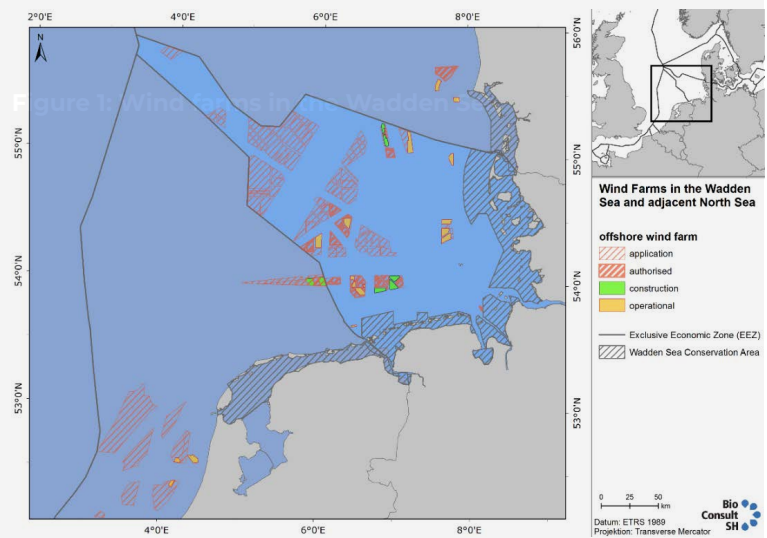 2°0'E 4°0'E 6°0'E 8°0'E
N
56°0'N
Figure 1: Wind farms in the Wadden Se
55°0'N
55°0'N
54°0'N
54°0'N
53°0'N
53°0'N
4°0'E 6°0'E 8°0'E
Wind Farms in the Wadden
Sea and adjacent North Sea
offshore wind farm
application
authorised
construction
operational
Exclusive Economic Zone (EEZ)
Wadden Sea Conservation Area
0 25 50
km
Datum: ETRS 1989
Projektion: Transverse Mercator
Bio
Consult
SH